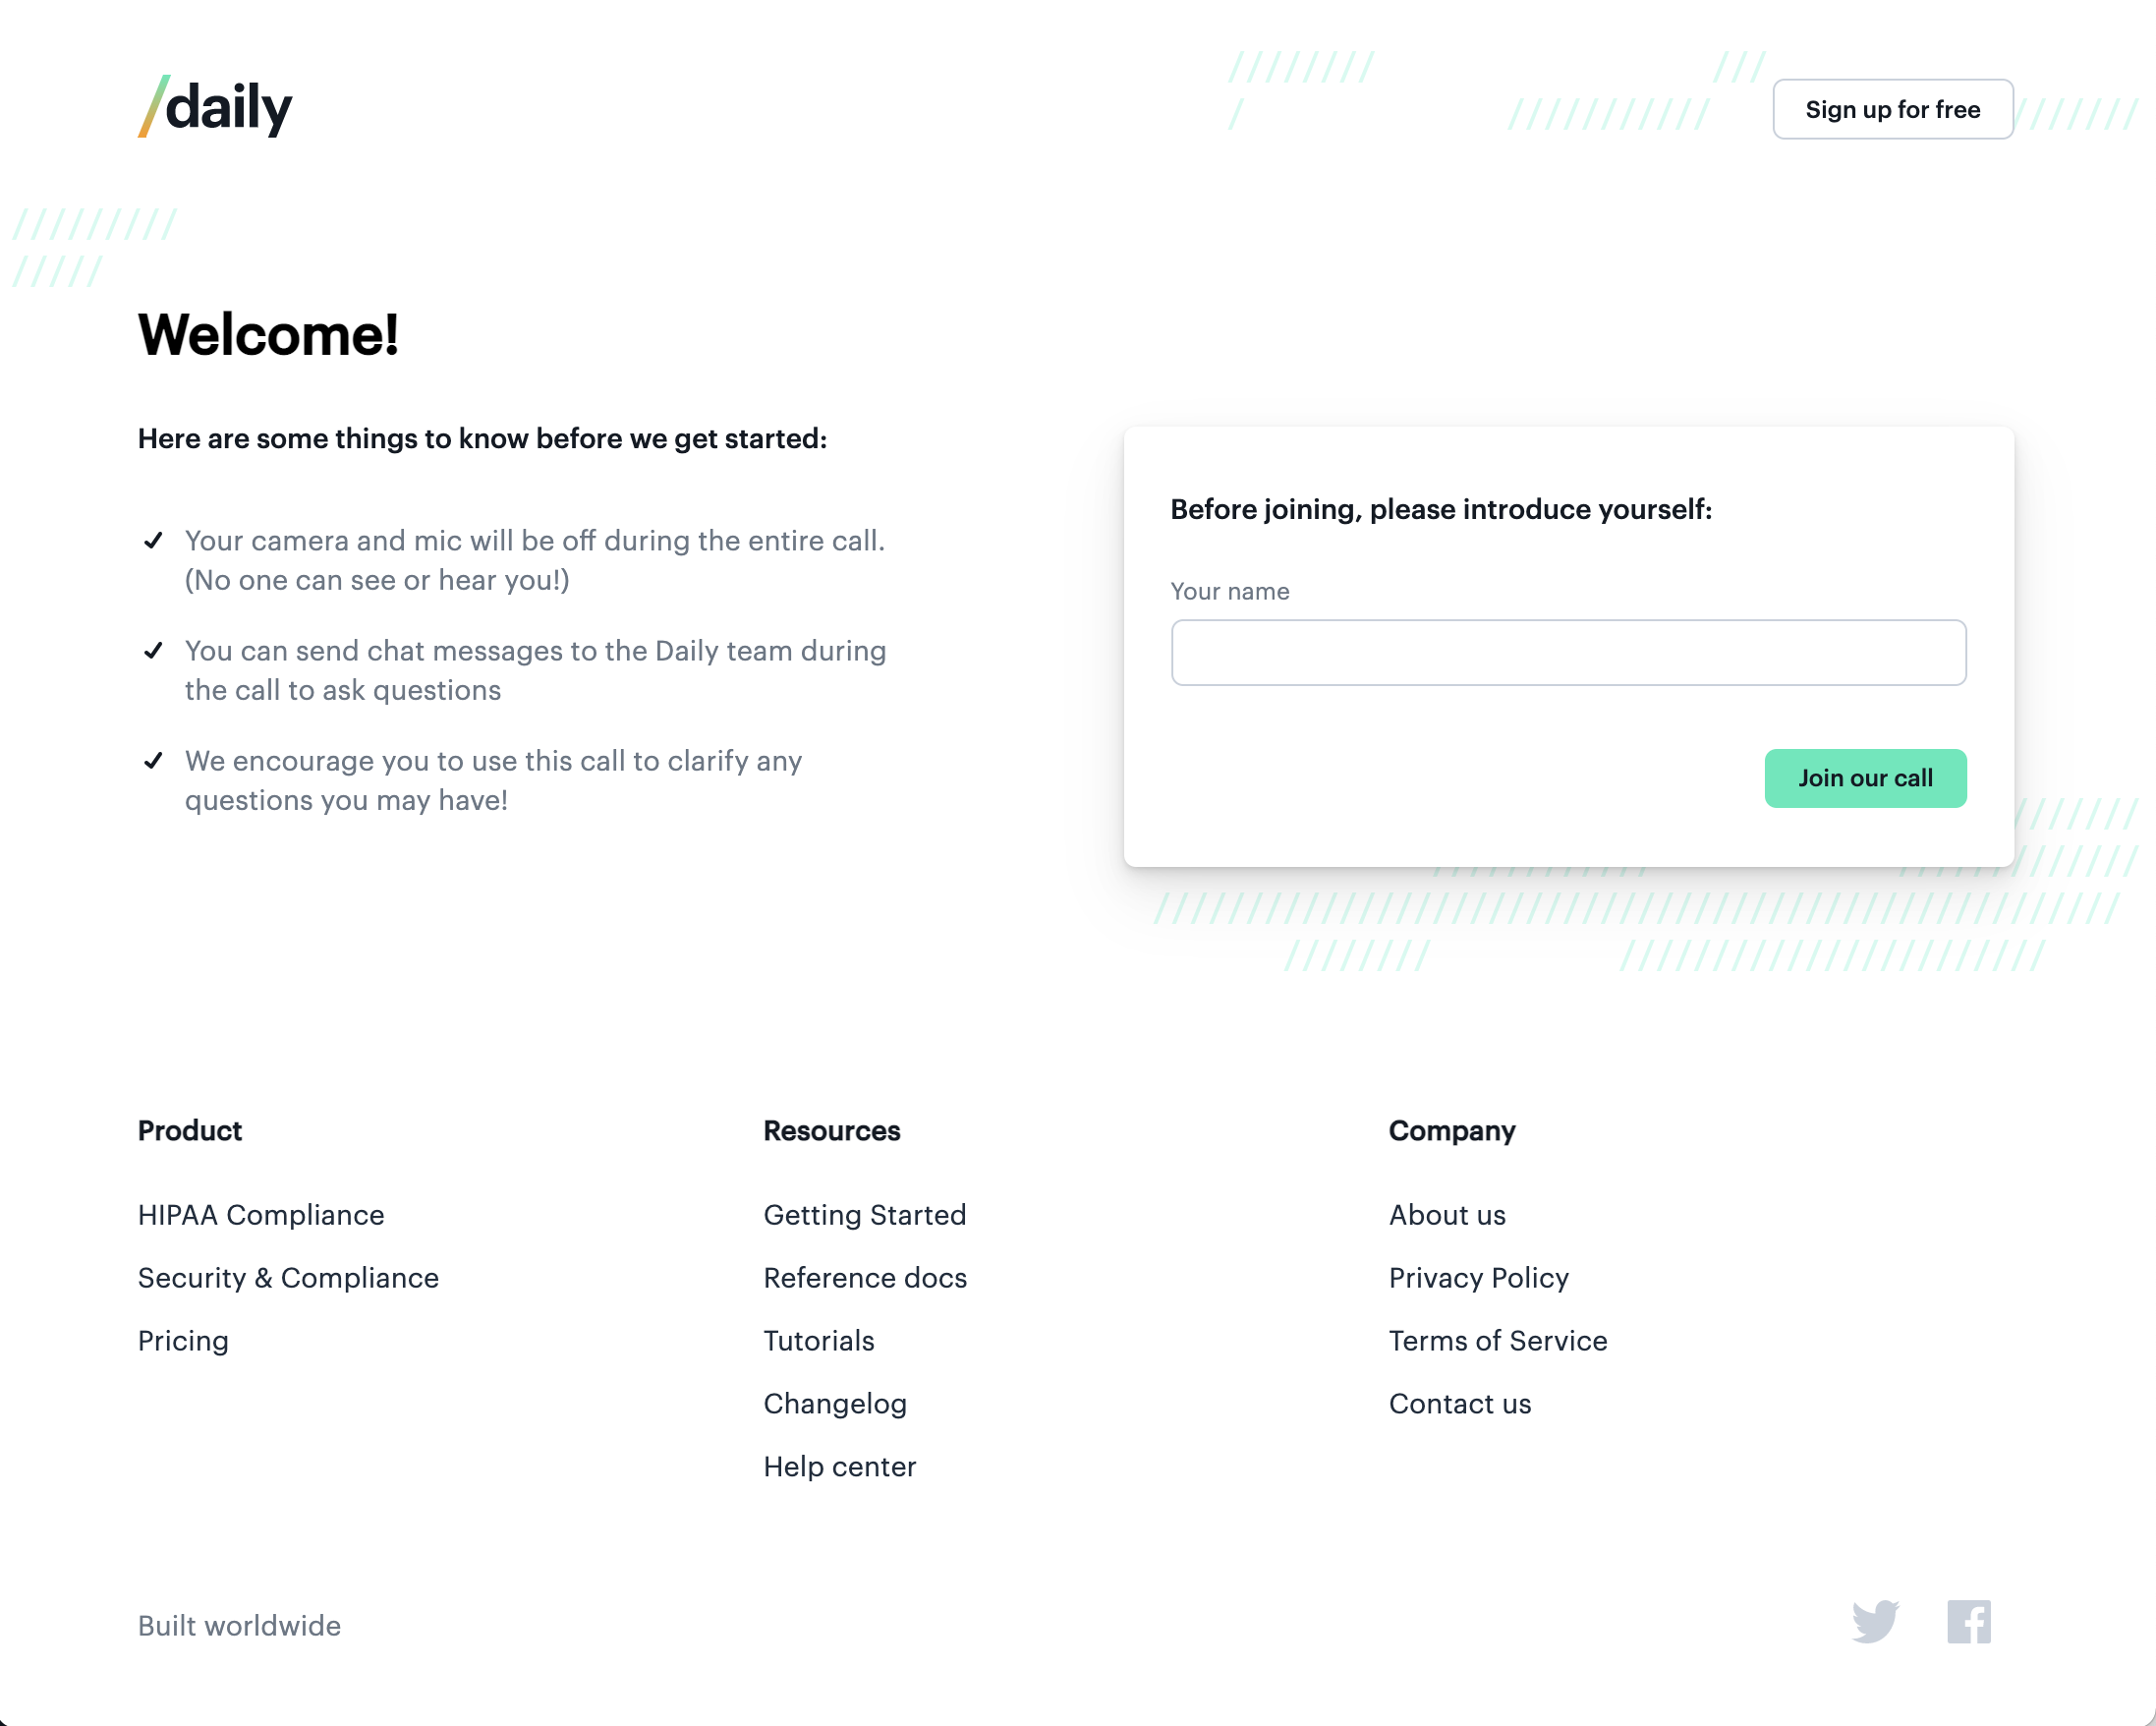 /daily
Sign up for free
Welcome!
Here are some things to know before we get started:
Your camera and mic will be off during the entire call.
(No one can see or hear you!)
You can send chat messages to the Daily team during
the call to ask questions
We encourage you to use this call to clarify any
questions you may have!
Before joining, please introduce yourself:
Your name
Join our call
Product
HIPAA Compliance
Security & Compliance
Pricing
Resources
Getting Started
Reference docs
Tutorials
Changelog
Help center
Company
About us
Privacy Policy
Terms of Service
Contact us
Built worldwide